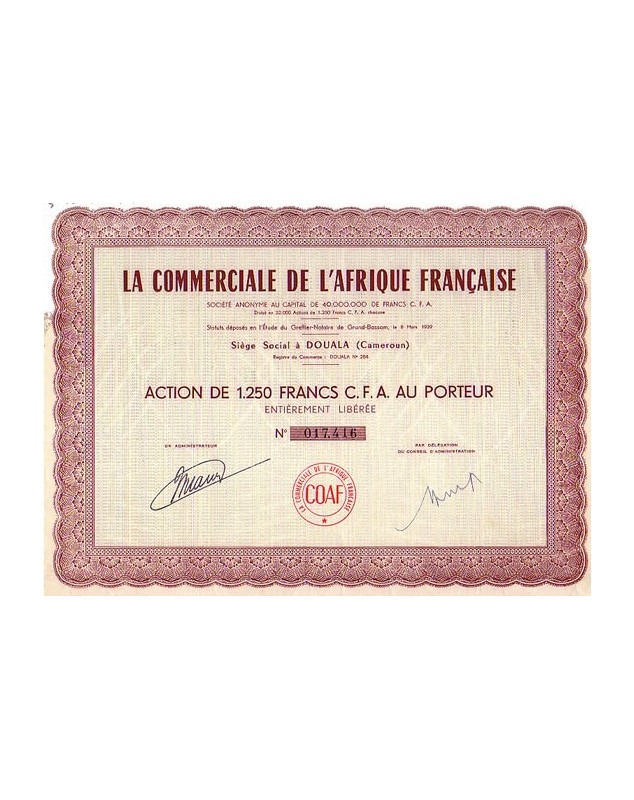 LA COMMERCIALE DE L'AFRIQUE FRANÇAISE
SOCIÉTÉ ANONYME AU CAPITAL DE 40.000.000 DE FRANCS C. F. A.
Divisé en 32.000 Actions de 1.250 Francs C. F. A. chacune
Statuts déposés en l'Étude du Greffier-Notaire de Grand-Bassam, le 8 Mars 1939
Siège Social à DOUALA (Cameroun)
Registre du Commerce : DOUALA N° 284
ACTION DE 1.250 FRANCS C.F.A. AU PORTEUR
ENTIÈREMENT LIBÉRÉE
N° 017,416
UN ADMINISTRATEUR
PAR DÉLÉGATION
DU CONSEIL D'ADMINISTRATION
LA COMMERCIALE DE L'AFRIQUE FRANÇAISE
COAF